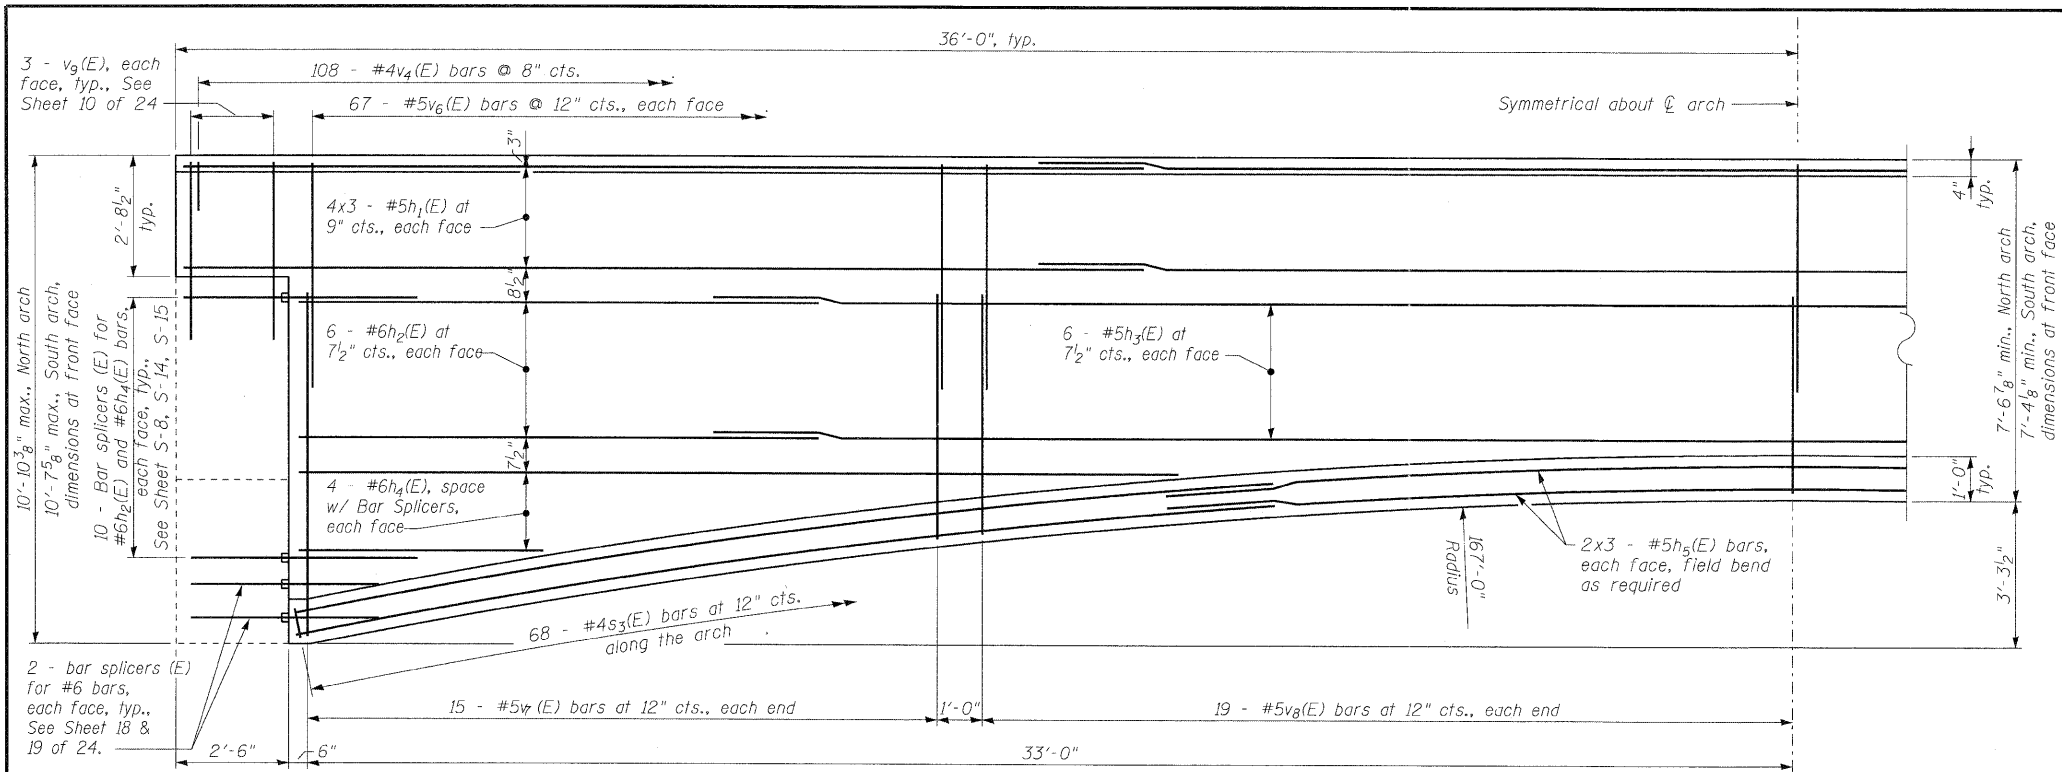 36'-0", typ.
3 - v9(E), each
face, typ., See
Sheet 10 of 24
108 - #4v4(E) bars @ 8" cts.
67 - #5v6(E) bars @ 12" cts., each face
Symmetrical about ℄ arch
3"
2'-8½"
typ.
4x3 - #5h1(E) at
9" cts., each face
4"
typ.
8½"
10'-10⅜" max., North arch
10'-7⅝" max., South arch,
dimensions at front face
10 - Bar splicers (E) for
#6h2(E) and #6h4(E) bars,
each face, typ.,
See Sheet S-8, S-14, S-15
6 - #6h2(E) at
7½" cts., each face
6 - #5h3(E) at
7½" cts., each face
7'-6⅞" min., North arch
7'-4⅛" min., South arch,
dimensions at front face
7½"
4 - #6h4(E), space
w/ Bar Splicers,
each face
1'-0"
typ.
167'-0"
Radius
2x3 - #5h5(E) bars,
each face, field bend
as required
3'-3½"
68 - #4s3(E) bars at 12" cts.
along the arch
2 - bar splicers (E)
for #6 bars,
each face, typ.,
See Sheet 18 &
19 of 24.
15 - #5v7(E) bars at 12" cts., each end
1'-0"
19 - #5v8(E) bars at 12" cts., each end
2'-6"
6"
33'-0"